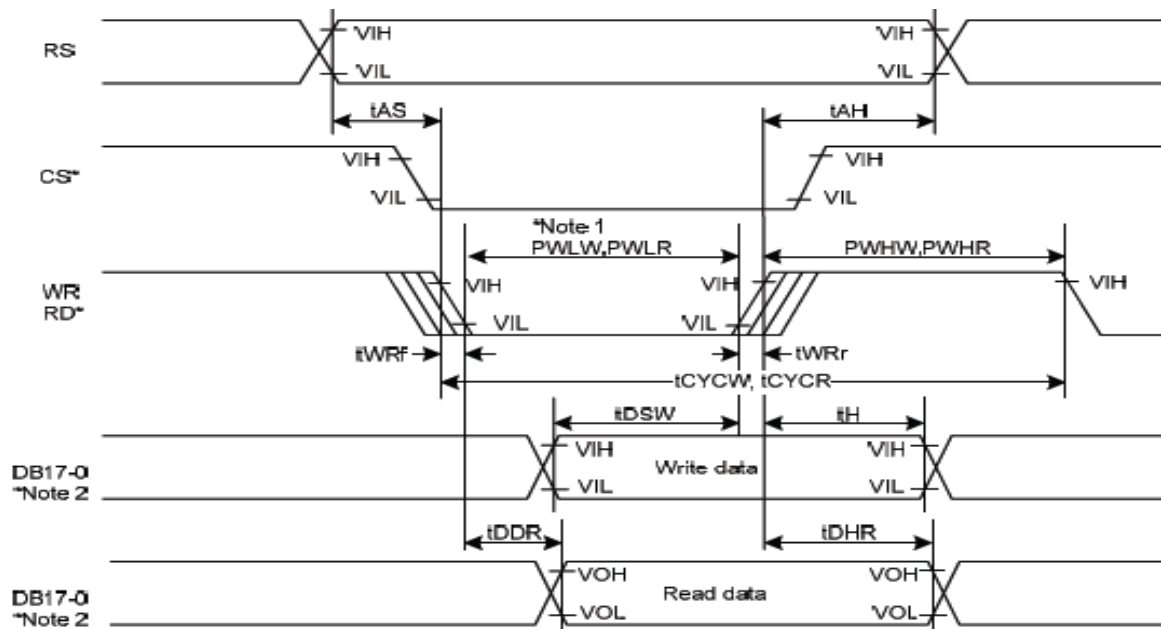 RS
VIH
VIL
VIH
VIL
tAS
tAH
CS*
VIH
VIL
VIH
VIL
*Note 1
PWLW,PWLR
PWHW,PWHR
WR
RD*
VIH
VIL
VIH
VIL
VIH
tWRf
tWRr
tCYCW, tCYCR
tDSW
tH
DB17-0
*Note 2
VIH
VIL
Write data
VIH
VIL
tDDR
tDHR
DB17-0
*Note 2
VOH
VOL
Read data
VOH
VOL